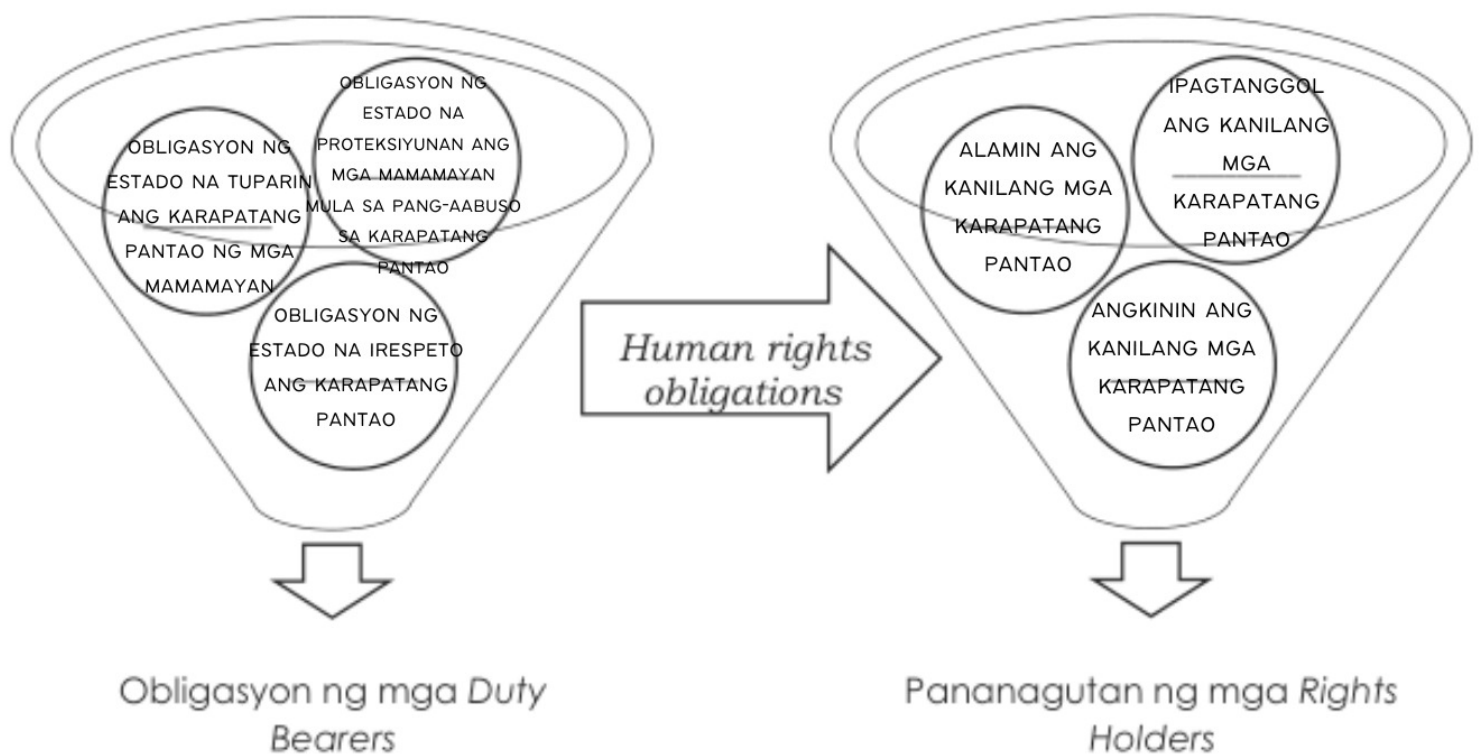 OBLIGASYON NG
ESTADO NA TUPARIN
ANG KARAPATANG
PANTAO NG MGA
MAMAMAYAN
OBLIGASYON NG
ESTADO NA
PROTEKSIYUNAN ANG
MGA MAMAMAYAN
MULA SA PANG-AABUSO
SA KARAPATANG
PANTAO
OBLIGASYON NG
ESTADO NA IRESPETO
ANG KARAPATANG
PANTAO
Human rights
obligations
ALAMIN ANG
KANILANG MGA
KARAPATANG
PANTAO
IPAGTANGGOL
ANG KANILANG
MGA
KARAPATANG
PANTAO
ANGKININ ANG
KANILANG MGA
KARAPATANG
PANTAO
Obligasyon ng mga Duty
Bearers
Pananagutan ng mga Rights
Holders